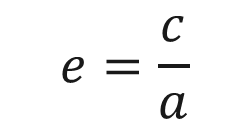 e = c/a